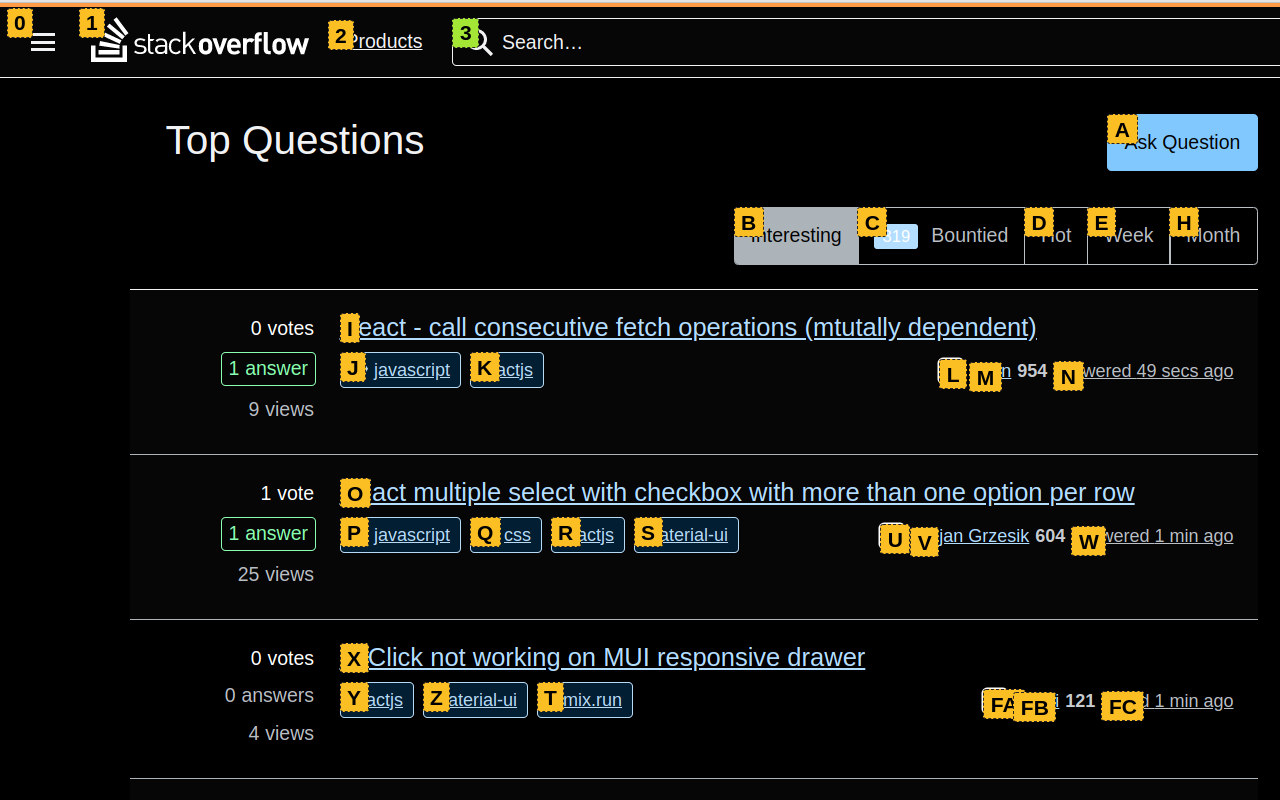 0 1 stackoverflow 2 Products 3 Search…
Top Questions
A Ask Question
B Interesting C 319 Bountied D Hot E Week H Month
0 votes
I eact - call consecutive fetch operations (mtutally dependent)
1 answer
J javascript K actjs
L M n 954 N wered 49 secs ago
9 views
1 vote
O act multiple select with checkbox with more than one option per row
1 answer
P javascript Q css R actjs S aterial-ui
U V jan Grzesik 604 W wered 1 min ago
25 views
0 votes
X Click not working on MUI responsive drawer
0 answers
Y actjs Z aterial-ui T mix.run
FA FB i 121 FC d 1 min ago
4 views